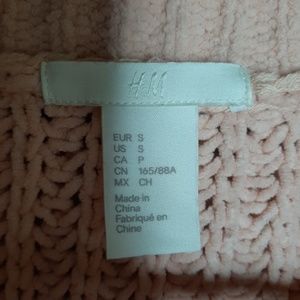 H&M
EUR S
US S
CA P
CN 165/88A
MX CH
Made in
China
Fabriqué en
Chine